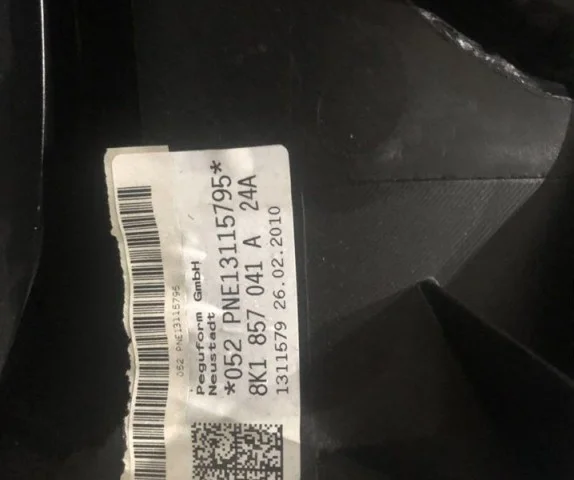 052 PNE13115795
Peguform GmbH
Neustadt
*052 PNE13115795*
8K1 857 041 A 24A
1311579 26.02.2010